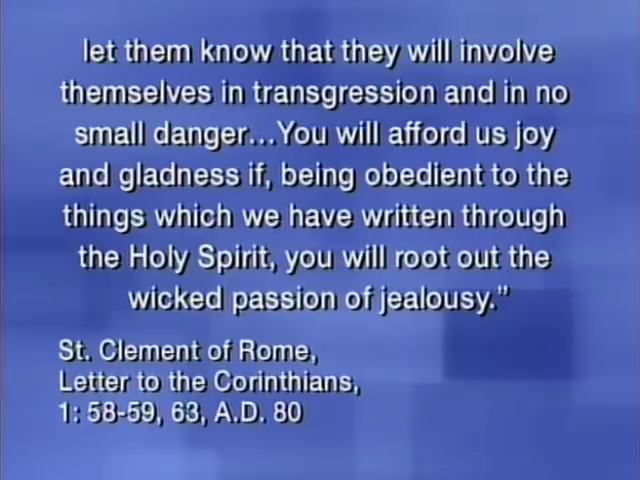 let them know that they will involve
themselves in transgression and in no
small danger...You will afford us joy
and gladness if, being obedient to the
things which we have written through
the Holy Spirit, you will root out the
wicked passion of jealousy.”
St. Clement of Rome,
Letter to the Corinthians,
1: 58-59, 63, A.D. 80